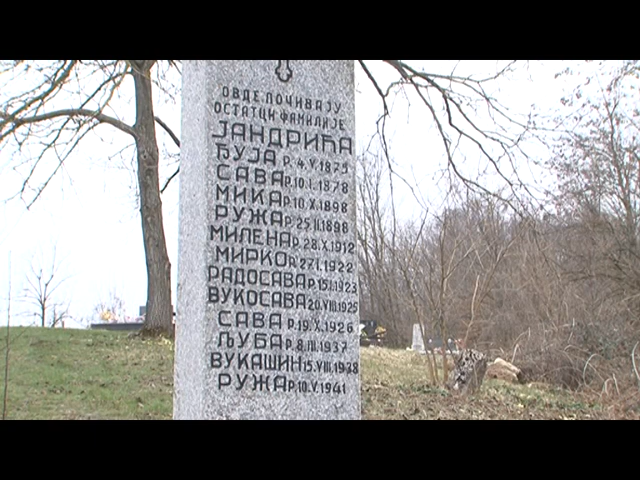 ОВДЕ ПОЧИВАЈУ
ОСТАТЦИ ФАМИЛИЈЕ
ЈАНДРИЋА
ЂУЈА Р. 4.V.1875
САВА Р. 10.I.1878
МИКА Р. 10.X.1898
РУЖА Р. 25.II.1898
МИЛЕНА Р. 28.X.1912
МИРКО Р. 27.I.1922
РАДОСАВА Р. 15.I.1923
ВУКОСАВА 20.VIII.1925
САВА Р. 19.X.1926
ЉУБА Р. 8.III.1937
ВУКАШИН 15.VIII.1938
РУЖА Р. 10.V.1941